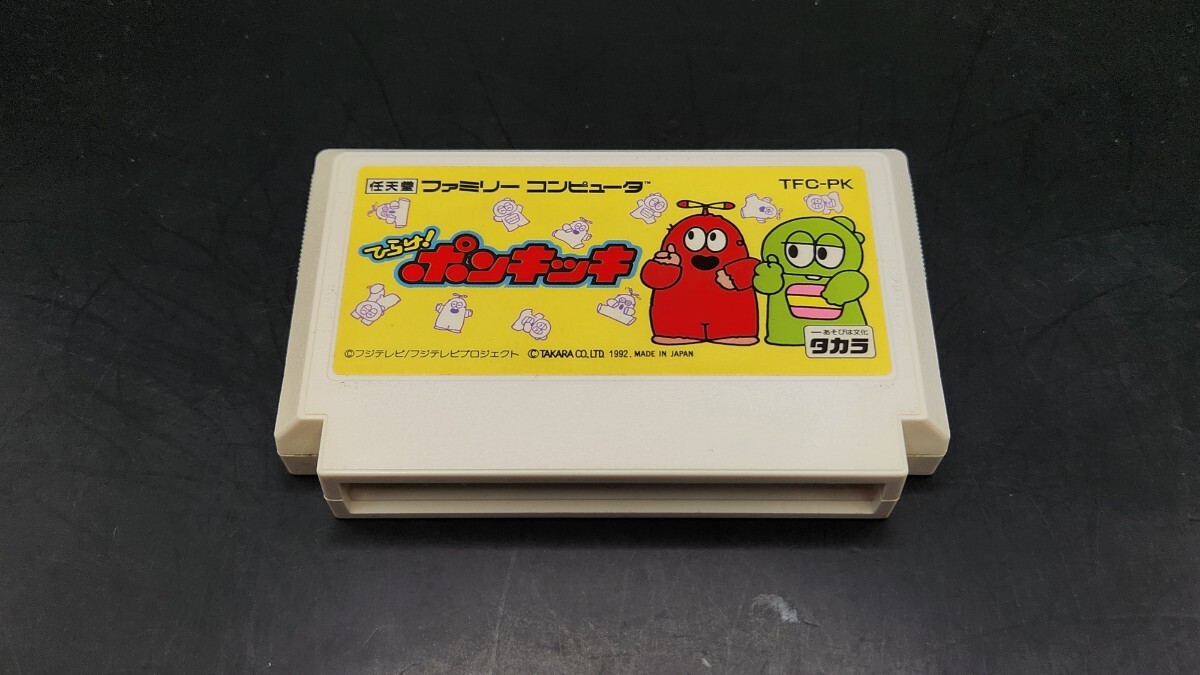 任天堂 ファミリー コンピュータ™ TFC-PK
ひらけ!
ポンキッキ
あそびは文化
タカラ
©フジテレビ/フジテレビプロジェクト ©TAKARA CO.,LTD. 1992. MADE IN JAPAN